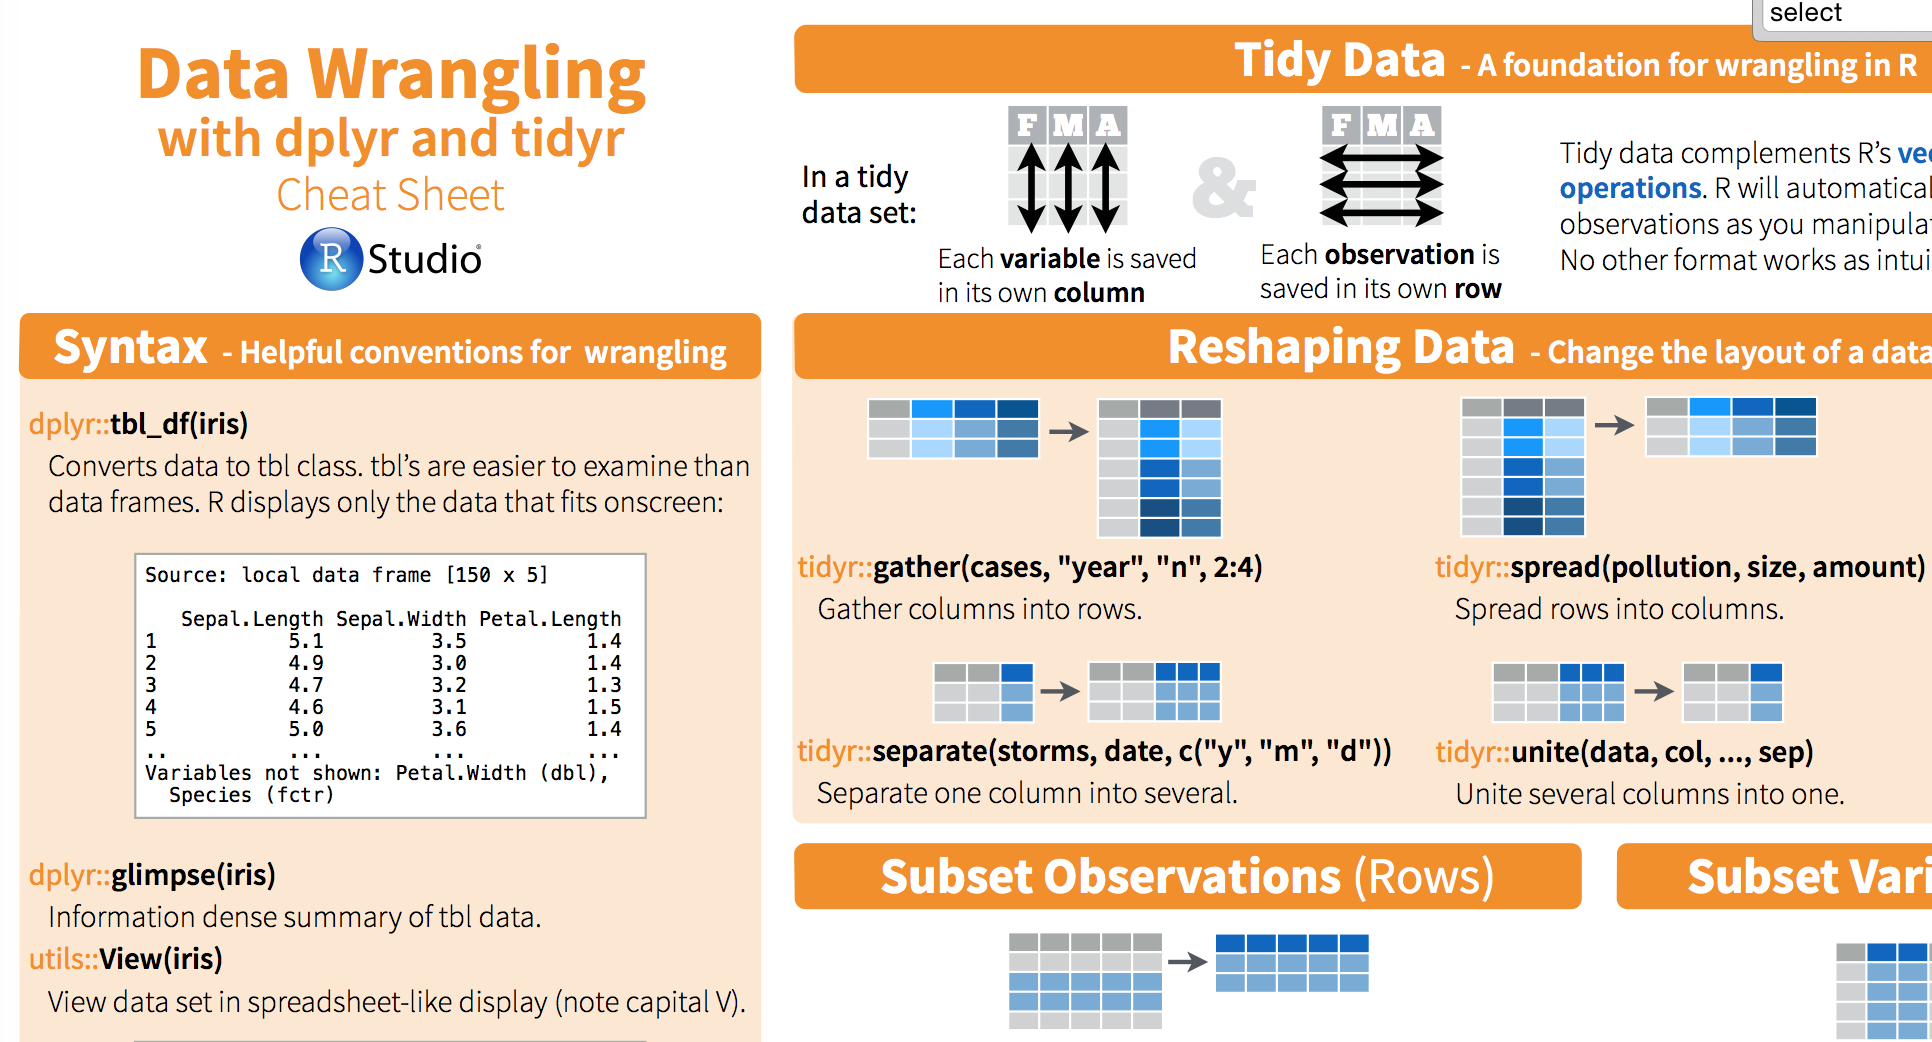 select
Data Wrangling
with dplyr and tidyr
Cheat Sheet
R Studio®
Syntax - Helpful conventions for wrangling
dplyr::tbl_df(iris)
Converts data to tbl class. tbl's are easier to examine than
data frames. R displays only the data that fits onscreen:
Source: local data frame [150 x 5]
Sepal.Length Sepal.Width Petal.Length
1 5.1 3.5 1.4
2 4.9 3.0 1.4
3 4.7 3.2 1.3
4 4.6 3.1 1.5
5 5.0 3.6 1.4
.. ... ... ...
Variables not shown: Petal.Width (dbl),
Species (fctr)
dplyr::glimpse(iris)
Information dense summary of tbl data.
utils::View(iris)
View data set in spreadsheet-like display (note capital V).
Tidy Data - A foundation for wrangling in R
In a tidy
data set:
F M A
Each variable is saved
in its own column
&
F M A
Each observation is
saved in its own row
Tidy data complements R's
operations. R will
observations as you
No other format works as
Reshaping Data - Change the layout of a data
tidyr::gather(cases, "year", "n", 2:4)
Gather columns into rows.
tidyr::spread(pollution, size, amount)
Spread rows into columns.
tidyr::separate(storms, date, c("y", "m", "d"))
Separate one column into several.
tidyr::unite(data, col, ..., sep)
Unite several columns into one.
Subset Observations (Rows)
Subset